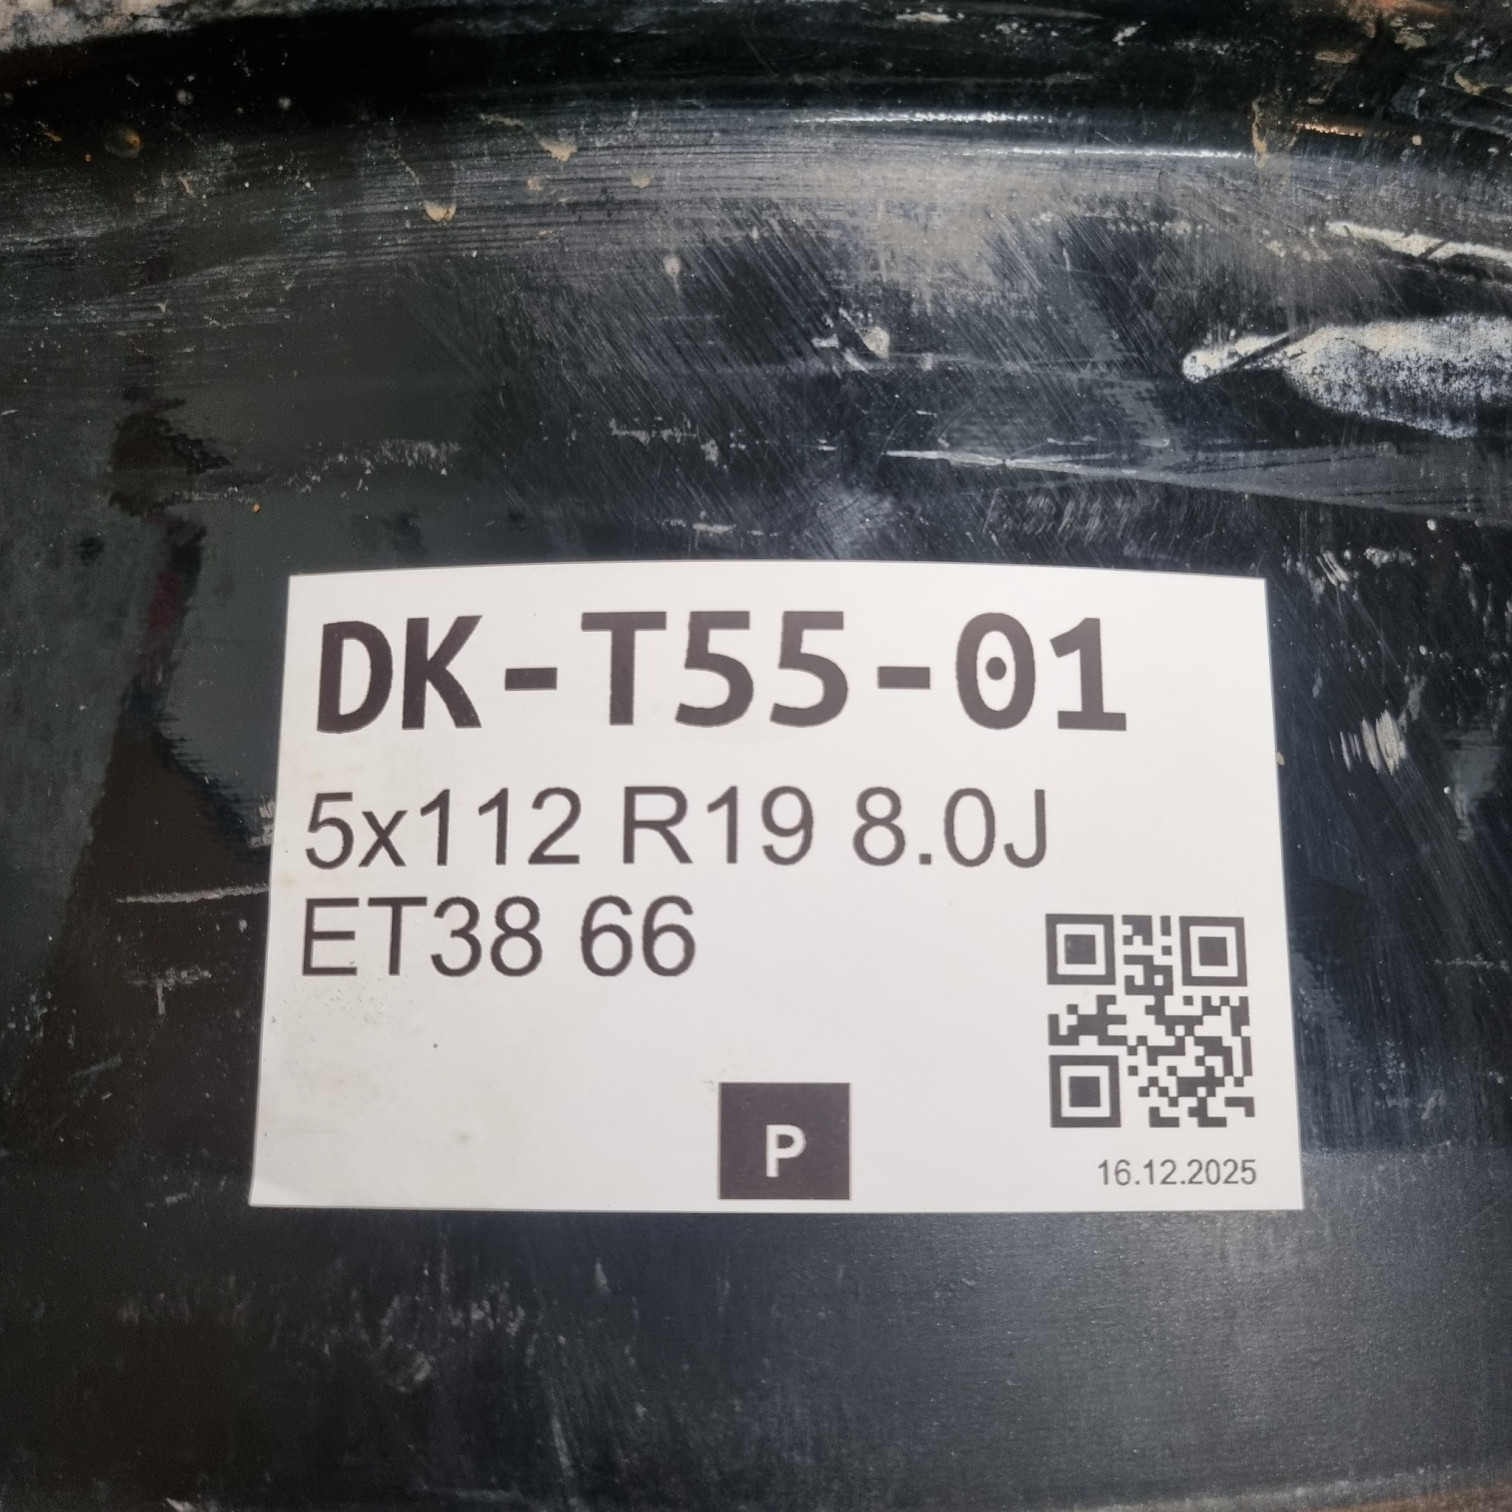 DK-T55-01
5x112 R19 8.0J
ET38 66
P
16.12.2025